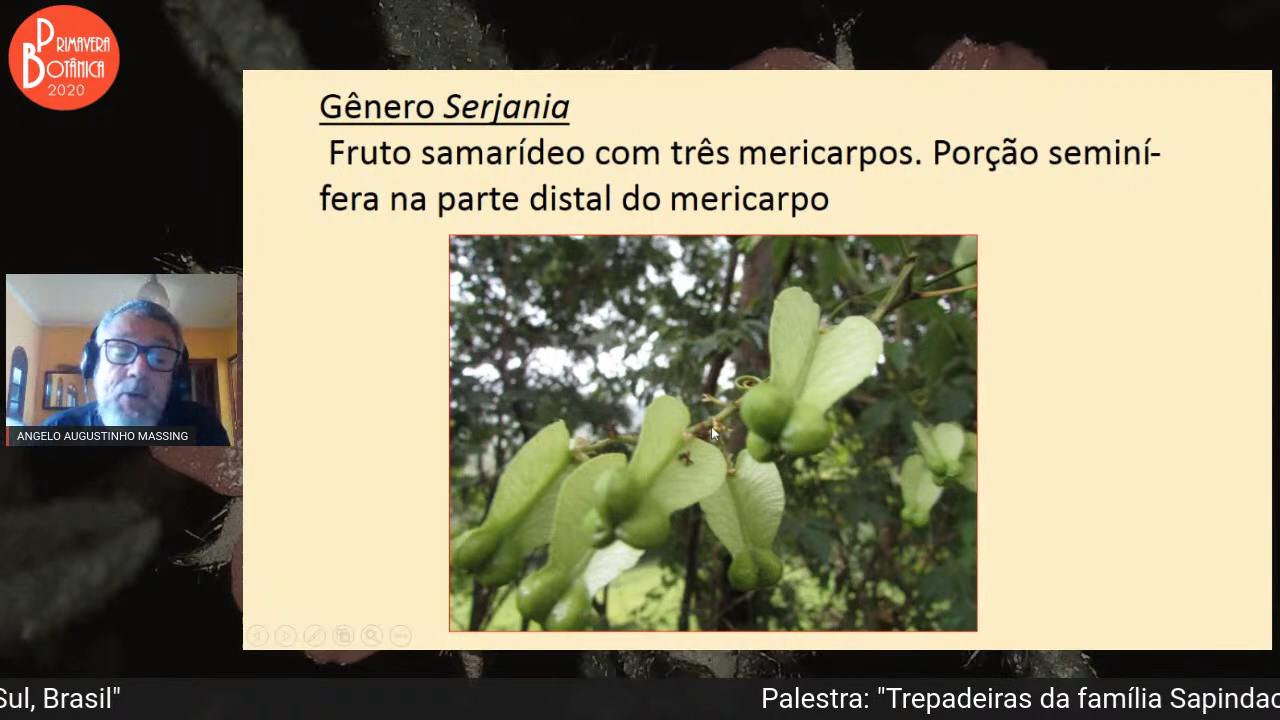 PRIMAVERA
BOTÂNICA
2020
Gênero Serjania
Fruto samarídeo com três mericarpos. Porção seminí-
fera na parte distal do mericarpo
ANGELO AUGUSTINHO MASSING
Sul, Brasil" Palestra: "Trepadeiras da família Sapindac